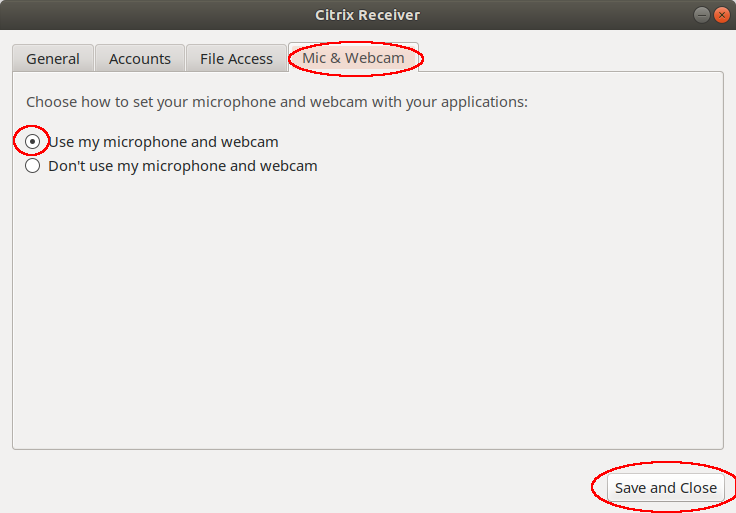 Citrix Receiver
General Accounts File Access Mic & Webcam
Choose how to set your microphone and webcam with your applications:
Use my microphone and webcam
Don't use my microphone and webcam
Save and Close